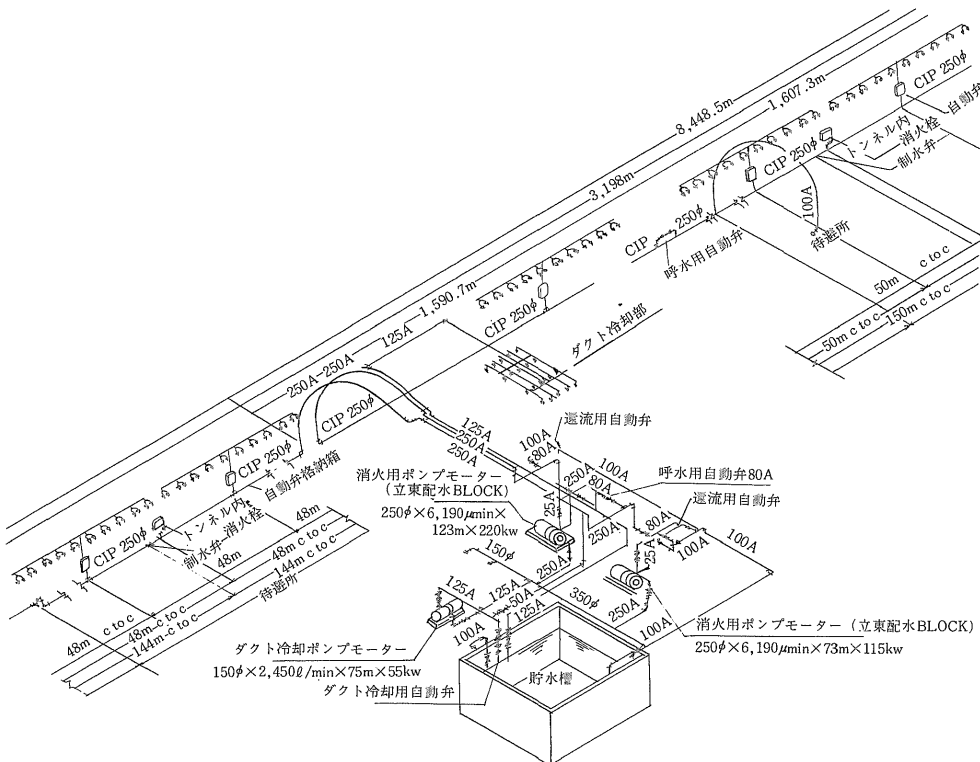 8,448.5m
1,607.3m
3,198m
1,590.7m
CIP 250φ
自動弁
トンネル内
消火栓
制水弁
CIP 250φ
100A
待避所
CIP 250φ
呼水用自動弁
50m c to c
50m c to c
150m c to c
CIP 250φ
ダクト冷却部
125A
250A-250A
CIP 250φ
CIP 250φ
自動弁格納箱
トンネル内
消火栓
制水弁
CIP 250φ
48m
48m
48m c to c
144m c to c
待避所
48m c to c
48m-c to c
144m-c to c
125A
250A
250A
還流用自動弁
100A
80A
100A
250A
80A
呼水用自動弁80A
還流用自動弁
消火用ポンプモーター
(立東配水BLOCK)
250φ×6,190μmin×
123m×220kw
25A
250A
80A
25A
100A
100A
150φ
250A
125A
125A
50A
125A
350φ
250A
100A
100A
消火用ポンプモーター(立東配水BLOCK)
250φ×6,190μmin×73m×115kw
ダクト冷却ポンプモーター
150φ×2,450ℓ/min×75m×55kw
ダクト冷却用自動弁
貯水槽